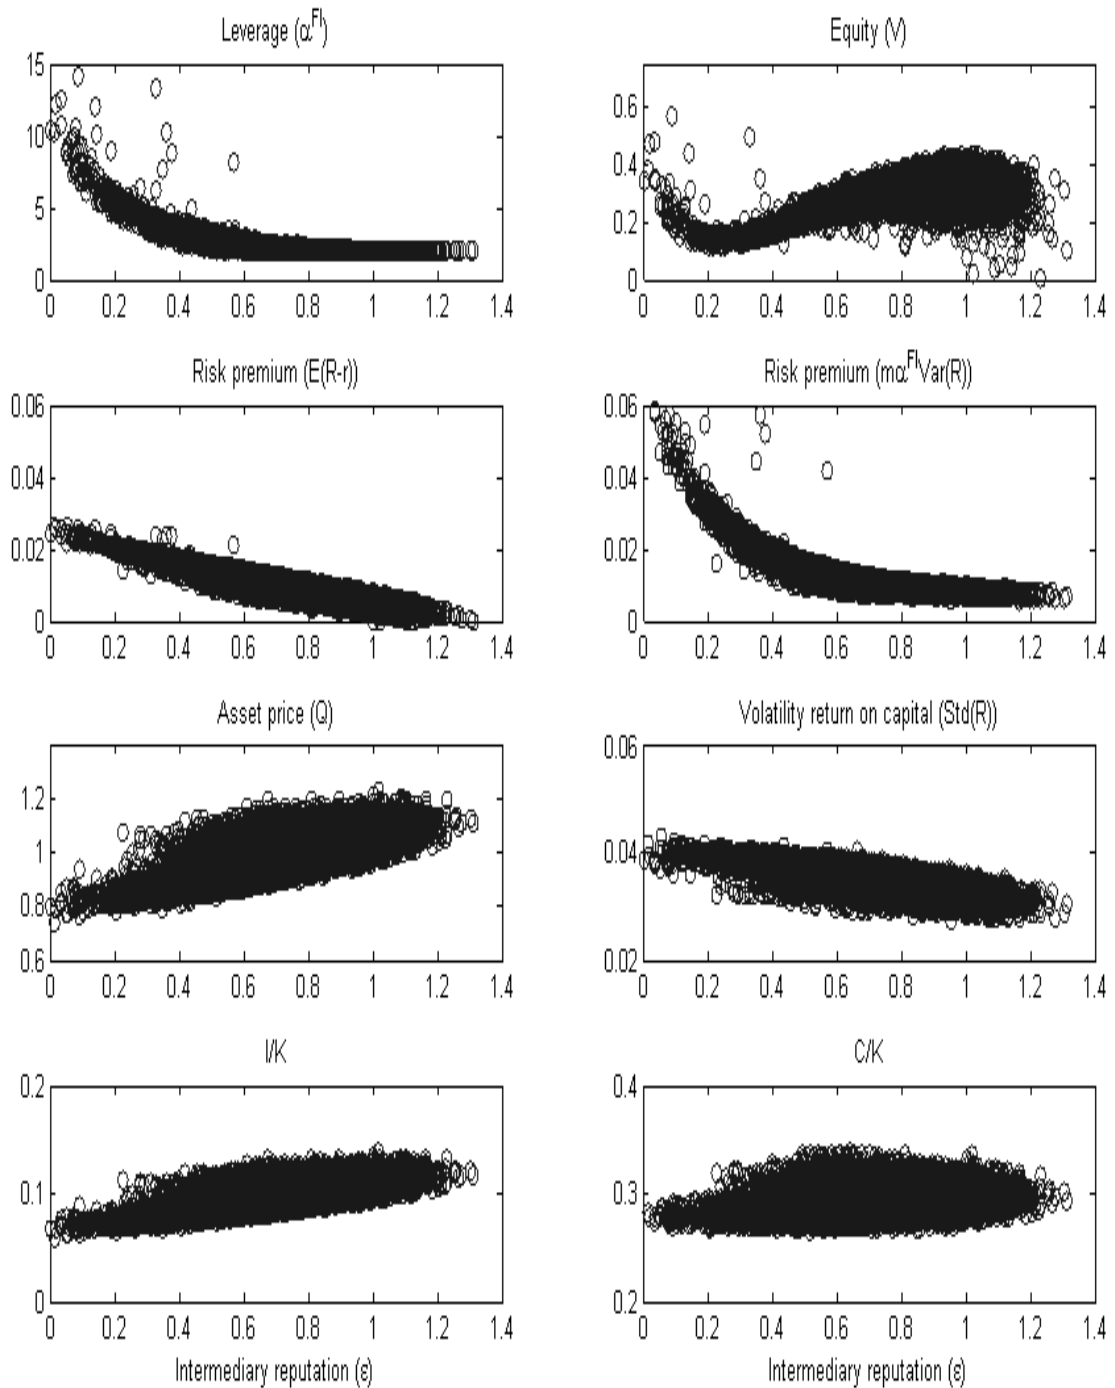 Leverage (α^FI)
15
10
5
0
0 0.2 0.4 0.6 0.8 1 1.2 1.4
Equity (V)
0.6
0.4
0.2
0
0 0.2 0.4 0.6 0.8 1 1.2 1.4
Risk premium (E(R-r))
0.06
0.04
0.02
0
0 0.2 0.4 0.6 0.8 1 1.2 1.4
Risk premium (mα^FI Var(R))
0.06
0.04
0.02
0
0 0.2 0.4 0.6 0.8 1 1.2 1.4
Asset price (Q)
1.2
1
0.8
0.6
0 0.2 0.4 0.6 0.8 1 1.2 1.4
Volatility return on capital (Std(R))
0.06
0.04
0.02
0 0.2 0.4 0.6 0.8 1 1.2 1.4
I/K
0.2
0.1
0
0 0.2 0.4 0.6 0.8 1 1.2 1.4
Intermediary reputation (ε)
C/K
0.4
0.3
0.2
0 0.2 0.4 0.6 0.8 1 1.2 1.4
Intermediary reputation (ε)